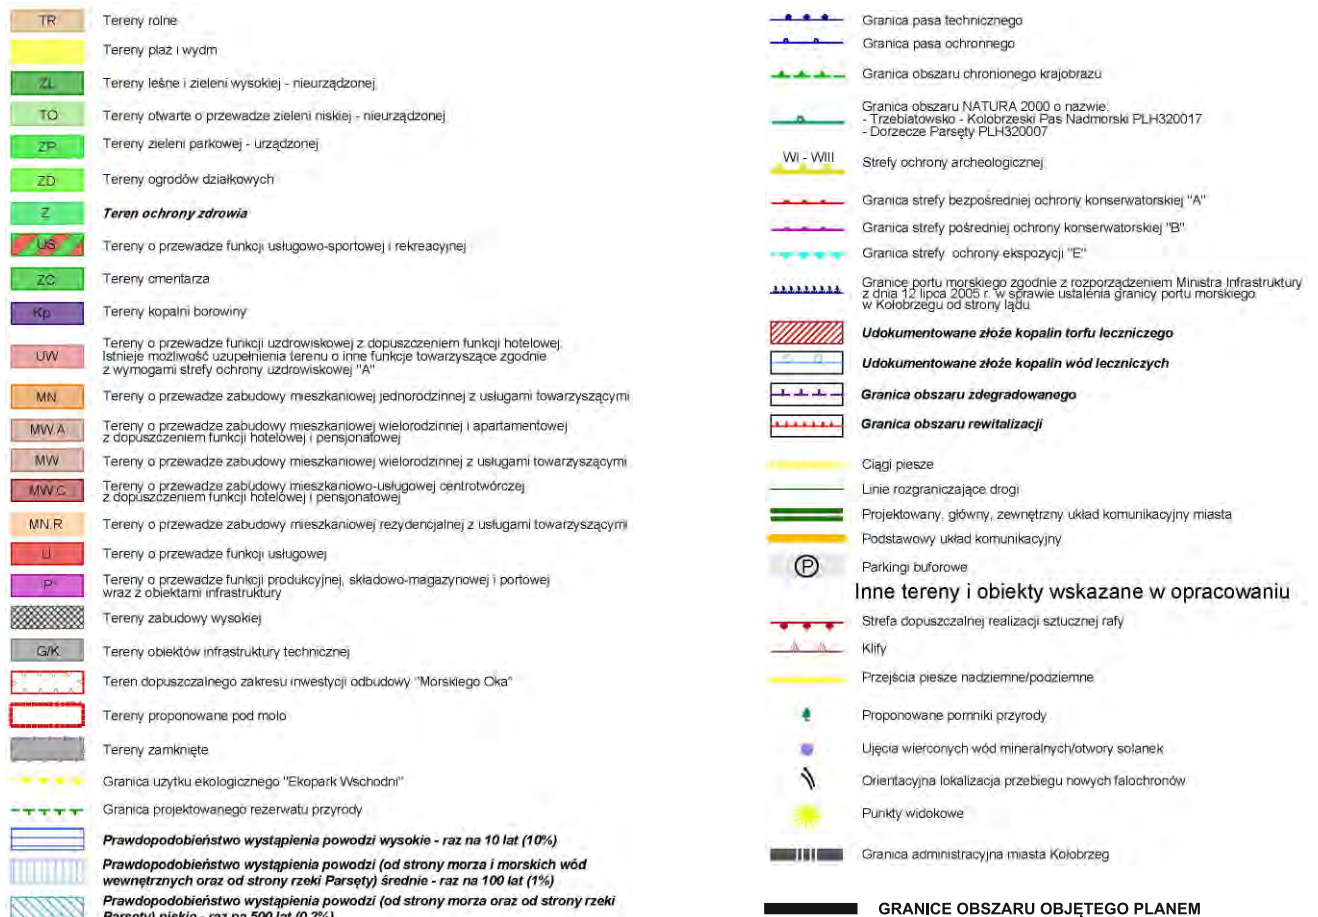 TR Tereny rolne
Tereny plaż i wydm
ZL Tereny leśne i zieleni wysokiej - nieurządzonej
TO Tereny otwarte o przewadze zieleni niskiej - nieurządzonej
ZP Tereny zieleni parkowej - urządzonej
ZD Tereny ogrodów działkowych
Z Teren ochrony zdrowia
US Tereny o przewadze funkcji usługowo-sportowej i rekreacyjnej
ZC Tereny cmentarza
Kp Tereny kopalni borowiny
UW Tereny o przewadze funkcji uzdrowiskowej z dopuszczeniem funkcji hotelowej.
Istnieje możliwość uzupełnienia terenu o inne funkcje towarzyszące zgodnie
z wymogami strefy ochrony uzdrowiskowej "A"
MN Tereny o przewadze zabudowy mieszkaniowej jednorodzinnej z usługami towarzyszącymi
MW.A Tereny o przewadze zabudowy mieszkaniowej wielorodzinnej i apartamentowej
z dopuszczeniem funkcji hotelowej i pensjonatowej
MW Tereny o przewadze zabudowy mieszkaniowej wielorodzinnej z usługami towarzyszącymi
MW.C Tereny o przewadze zabudowy mieszkaniowo-usługowej centrotwórczej
z dopuszczeniem funkcji hotelowej i pensjonatowej
MN.R Tereny o przewadze zabudowy mieszkaniowej rezydencjalnej z usługami towarzyszącymi
U Tereny o przewadze funkcji usługowej
P Tereny o przewadze funkcji produkcyjnej, składowo-magazynowej i portowej
wraz z obiektami infrastruktury
Tereny zabudowy wysokiej
G/K Tereny obiektów infrastruktury technicznej
Teren dopuszczalnego zakresu inwestycji odbudowy "Morskiego Oka"
Tereny proponowane pod molo
Tereny zamknięte
Granica użytku ekologicznego "Ekopark Wschodni"
Granica projektowanego rezerwatu przyrody
Prawdopodobieństwo wystąpienia powodzi wysokie - raz na 10 lat (10%)
Prawdopodobieństwo wystąpienia powodzi (od strony morza i morskich wód
wewnętrznych oraz od strony rzeki Parsęty) średnie - raz na 100 lat (1%)
Prawdopodobieństwo wystąpienia powodzi (od strony morza oraz od strony rzeki
Parsęty) niskie - raz na 500 lat (0,2%)
Granica pasa technicznego
Granica pasa ochronnego
Granica obszaru chronionego krajobrazu
Granica obszaru NATURA 2000 o nazwie:
- Trzebiatowsko - Kołobrzeski Pas Nadmorski PLH320017
- Dorzecze Parsęty PLH320007
WI - WIII Strefy ochrony archeologicznej
Granica strefy bezpośredniej ochrony konserwatorskiej "A"
Granica strefy pośredniej ochrony konserwatorskiej "B"
Granica strefy ochrony ekspozycji "E"
Granice portu morskiego zgodnie z rozporządzeniem Ministra Infrastruktury
z dnia 12 lipca 2005 r. w sprawie ustalenia granicy portu morskiego
w Kołobrzegu od strony lądu
Udokumentowane złoże kopalin torfu leczniczego
Udokumentowane złoże kopalin wód leczniczych
Granica obszaru zdegradowanego
Granica obszaru rewitalizacji
Ciągi piesze
Linie rozgraniczające drogi
Projektowany, główny, zewnętrzny układ komunikacyjny miasta
Podstawowy układ komunikacyjny
P Parkingi buforowe
Inne tereny i obiekty wskazane w opracowaniu
Strefa dopuszczalnej realizacji sztucznej rafy
Klify
Przejścia piesze nadziemne/podziemne
Proponowane pomniki przyrody
Ujęcia wierconych wód mineralnych/otwory solanek
Orientacyjna lokalizacja przebiegu nowych falochronów
Punkty widokowe
Granica administracyjna miasta Kołobrzeg
GRANICE OBSZARU OBJĘTEGO PLANEM